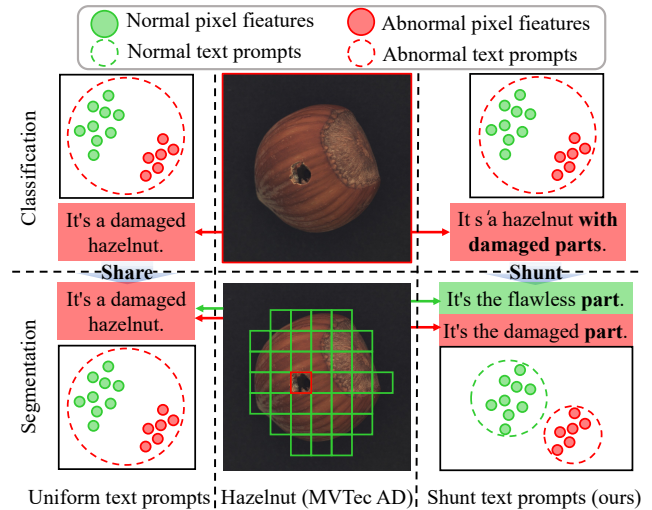 Normal pixel fieatures
Abnormal pixel fieatures
Normal text prompts
Abnormal text prompts
Classification
It's a damaged
hazelnut.
It s'a hazelnut with
damaged parts.
Share
Shunt
Segmentation
It's a damaged
hazelnut.
It's the flawless part.
It's the damaged part.
Uniform text prompts
Hazelnut (MVTec AD)
Shunt text prompts (ours)